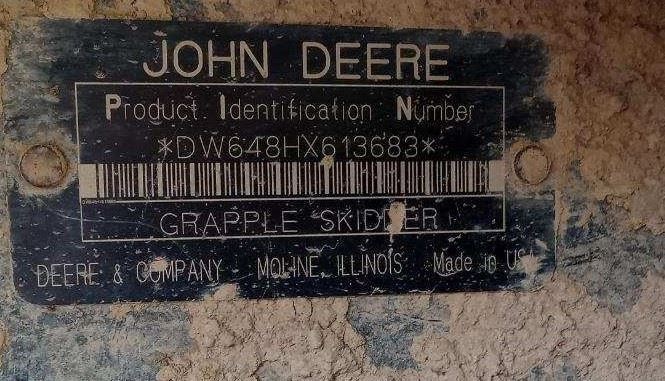 JOHN DEERE
Product Identification Number
*DW648HX613683*
GRAPPLE SKIDDER
DEERE & COMPANY MOLINE, ILLINOIS Made in USA